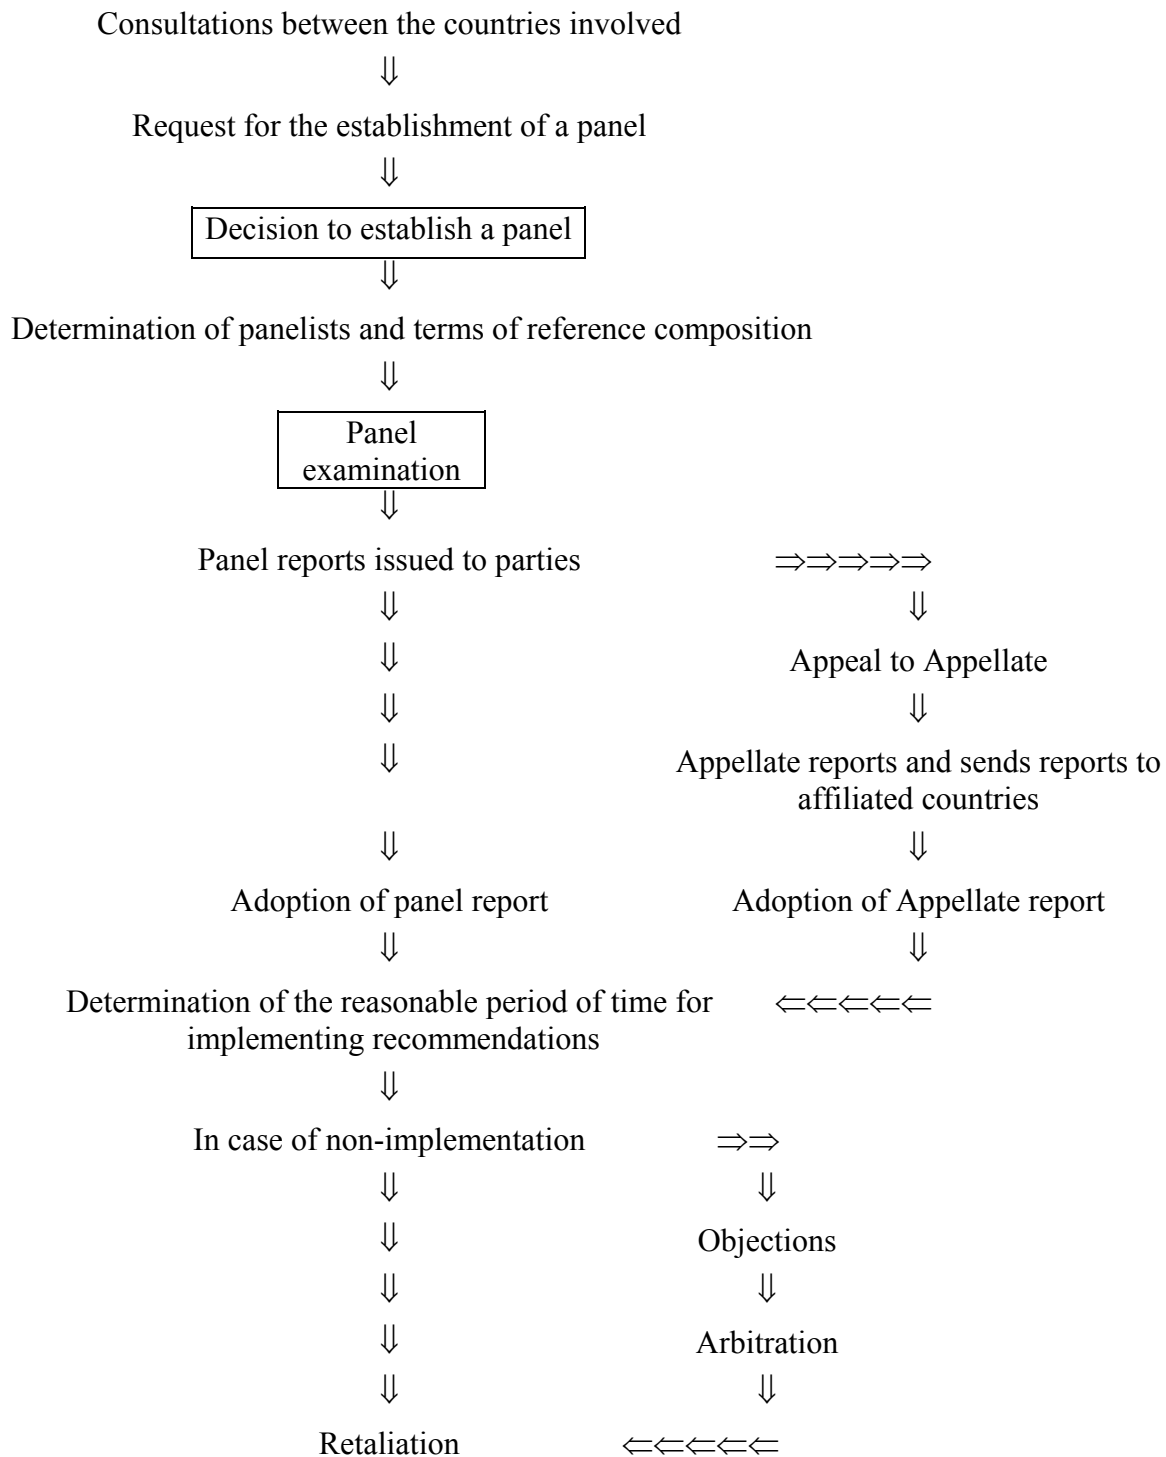 Consultations between the countries involved
⇓
Request for the establishment of a panel
⇓
Decision to establish a panel
⇓
Determination of panelists and terms of reference composition
⇓
Panel
examination
⇓
Panel reports issued to parties ⇒⇒⇒⇒⇒
⇓ ⇓
⇓ Appeal to Appellate
⇓ ⇓
⇓ Appellate reports and sends reports to
affiliated countries
⇓ ⇓
Adoption of panel report Adoption of Appellate report
⇓ ⇓
Determination of the reasonable period of time for ⇐⇐⇐⇐⇐
implementing recommendations
⇓
In case of non-implementation ⇒⇒
⇓ ⇓
⇓ Objections
⇓ ⇓
⇓ Arbitration
⇓ ⇓
Retaliation ⇐⇐⇐⇐⇐